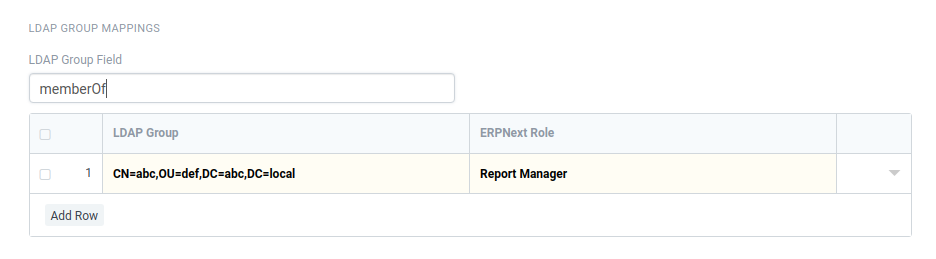 LDAP GROUP MAPPINGS
LDAP Group Field
memberOf
LDAP Group ERPNext Role
1 CN=abc,OU=def,DC=abc,DC=local Report Manager
Add Row